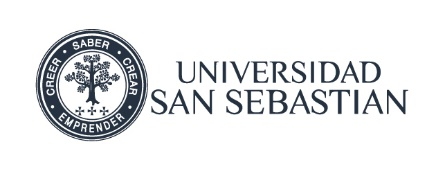 CREER · SABER · CREAR
· EMPRENDER ·
UNIVERSIDAD
SAN SEBASTIAN